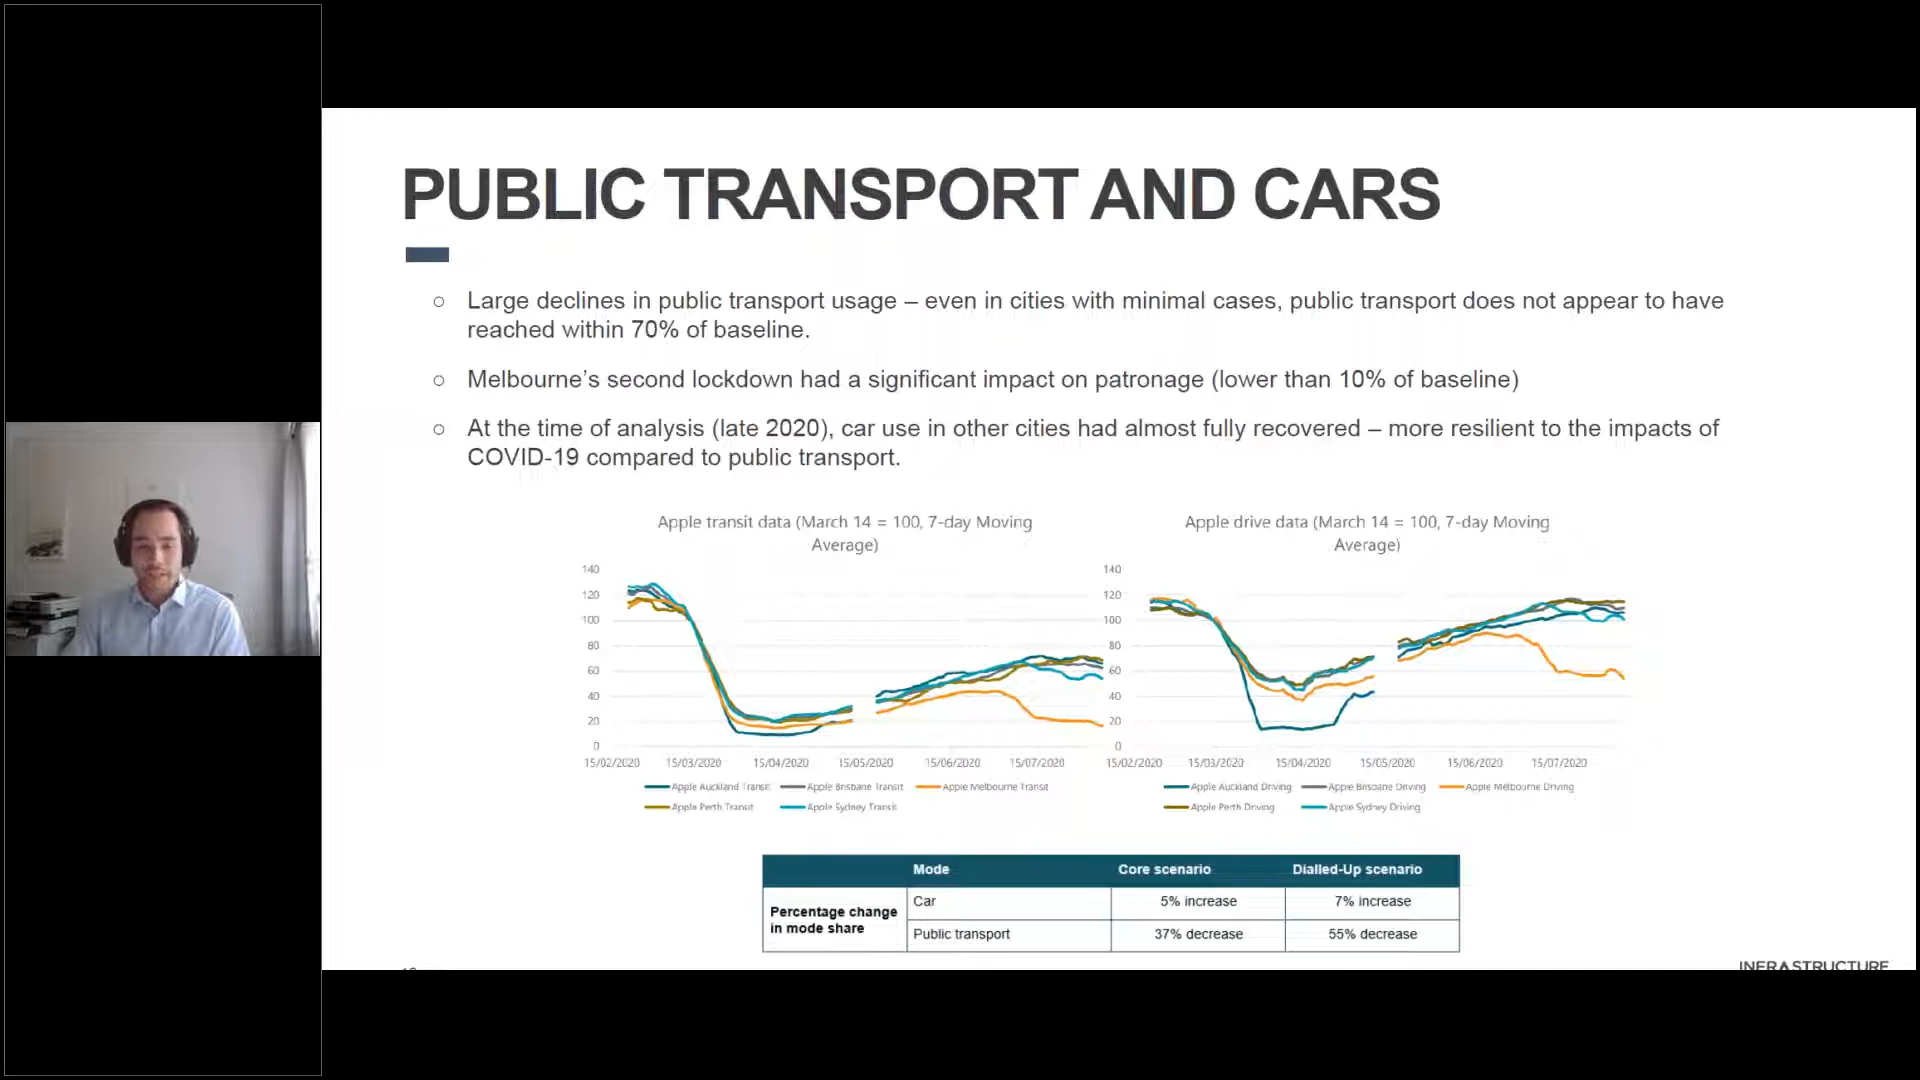 PUBLIC TRANSPORT AND CARS
○ Large declines in public transport usage – even in cities with minimal cases, public transport does not appear to have
reached within 70% of baseline.
○ Melbourne's second lockdown had a significant impact on patronage (lower than 10% of baseline)
○ At the time of analysis (late 2020), car use in other cities had almost fully recovered – more resilient to the impacts of
COVID-19 compared to public transport.
Apple transit data (March 14 = 100, 7-day Moving
Average)
140
120
100
80
60
40
20
0
15/02/2020 15/03/2020 15/04/2020 15/05/2020 15/06/2020 15/07/2020
Apple Auckland Transit Apple Brisbane Transit Apple Melbourne Transit
Apple Perth Transit Apple Sydney Transit
Apple drive data (March 14 = 100, 7-day Moving
Average)
140
120
100
80
60
40
20
0
15/02/2020 15/03/2020 15/04/2020 15/05/2020 15/06/2020 15/07/2020
Apple Auckland Driving Apple Brisbane Driving Apple Melbourne Driving
Apple Perth Driving Apple Sydney Driving
Mode Core scenario Dialled-Up scenario
Percentage change
in mode share
Car 5% increase 7% increase
Public transport 37% decrease 55% decrease
INFRASTRUCTURE